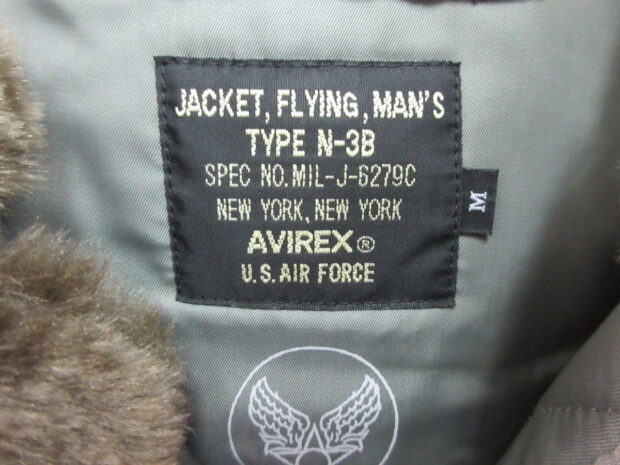 JACKET, FLYING, MAN'S
TYPE N-3B
SPEC NO. MIL-J-6279C
NEW YORK, NEW YORK
AVIREX®
U.S. AIR FORCE
M